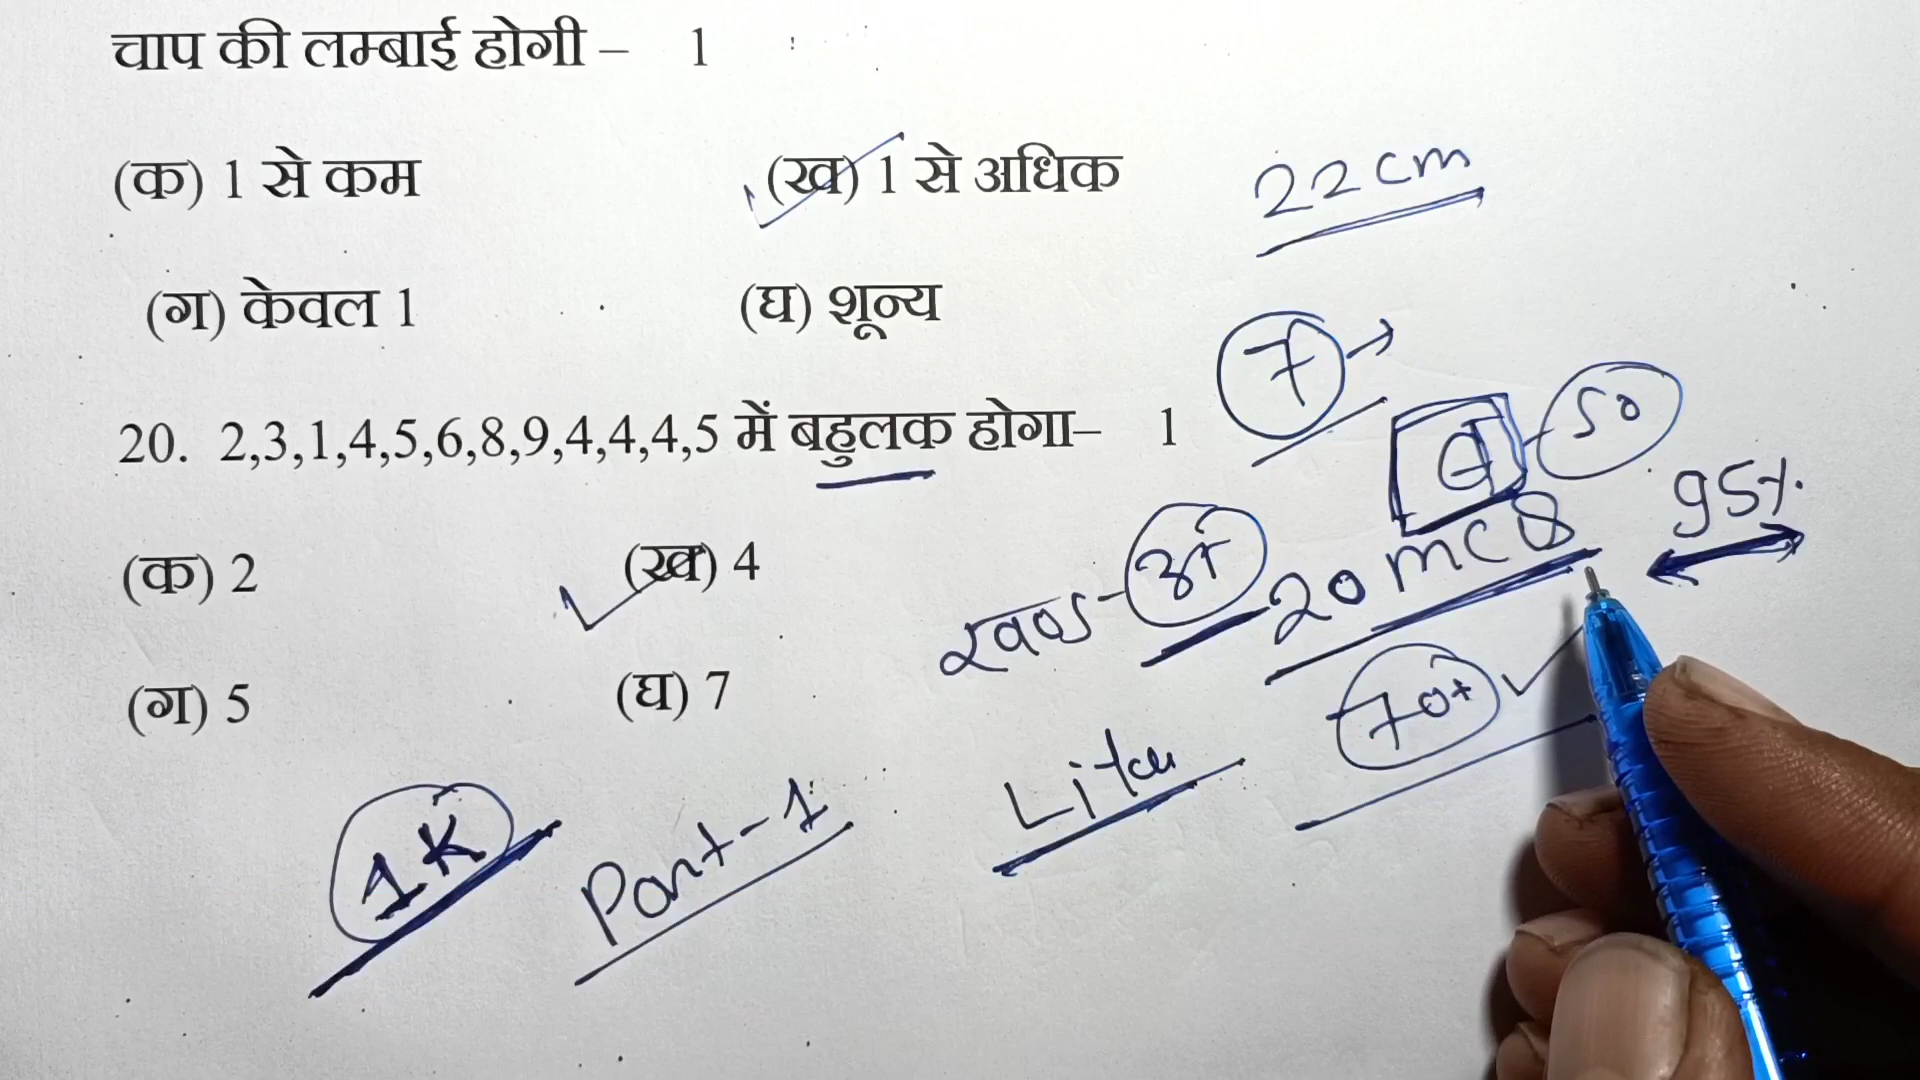 चाप की लम्बाई होगी – 1
(क) 1 से कम (ख) 1 से अधिक
22 cm
(ग) केवल 1 (घ) शून्य
7 →
20. 2,3,1,4,5,6,8,9,4,4,4,5 में बहुलक होगा– 1
ब - 50
95%
(क) 2 (ख) 4
खण्ड - अ
20 MCQ
(ग) 5 (घ) 7
70+
1K
Part-1